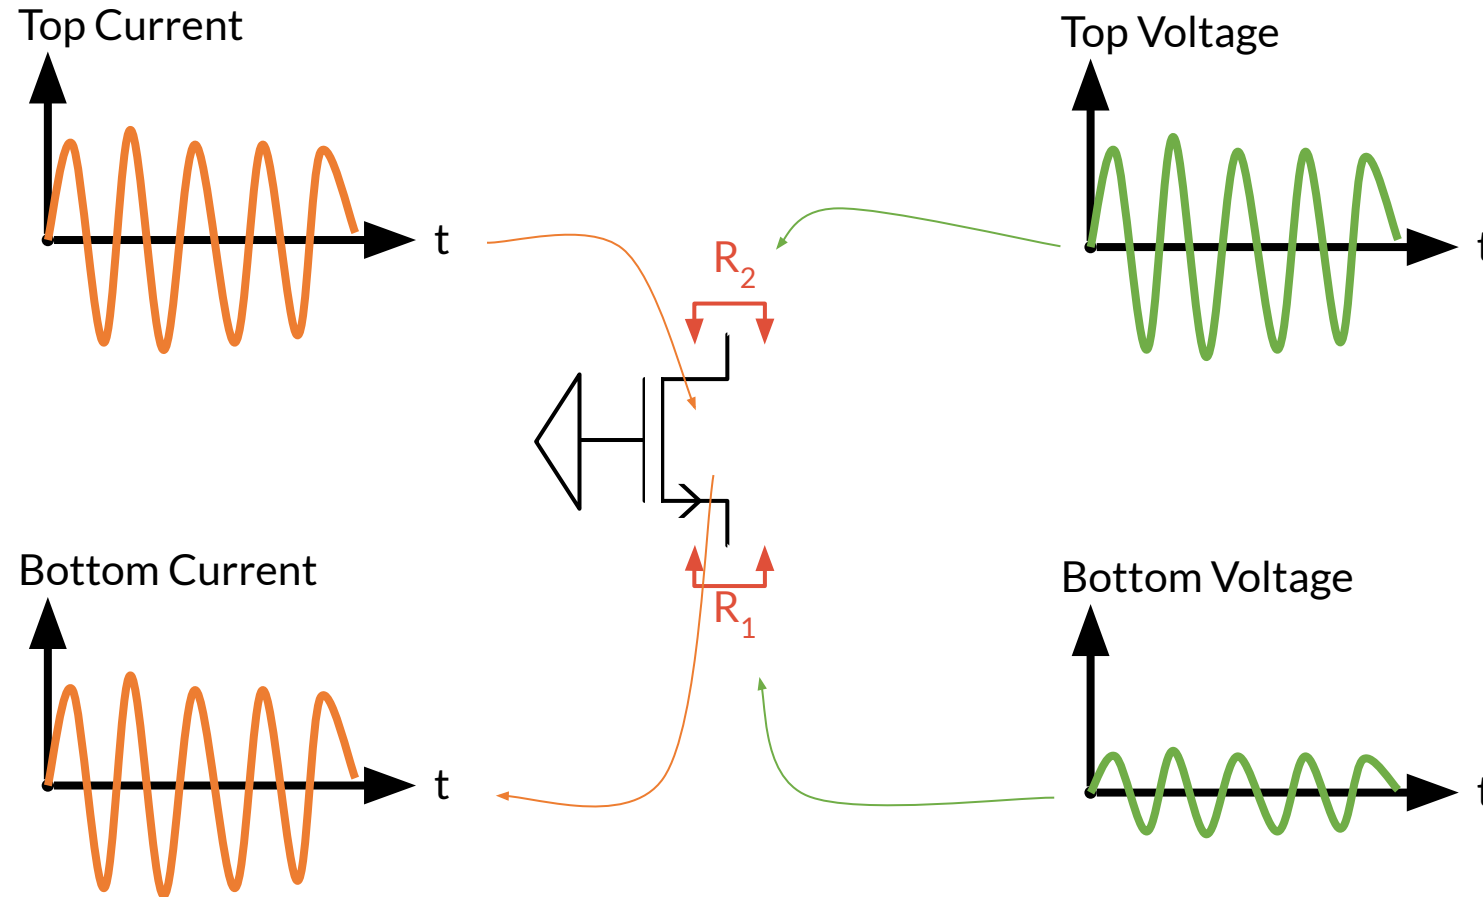 Top Current
Top Voltage
t
t
R2
Bottom Current
Bottom Voltage
R1
t
t